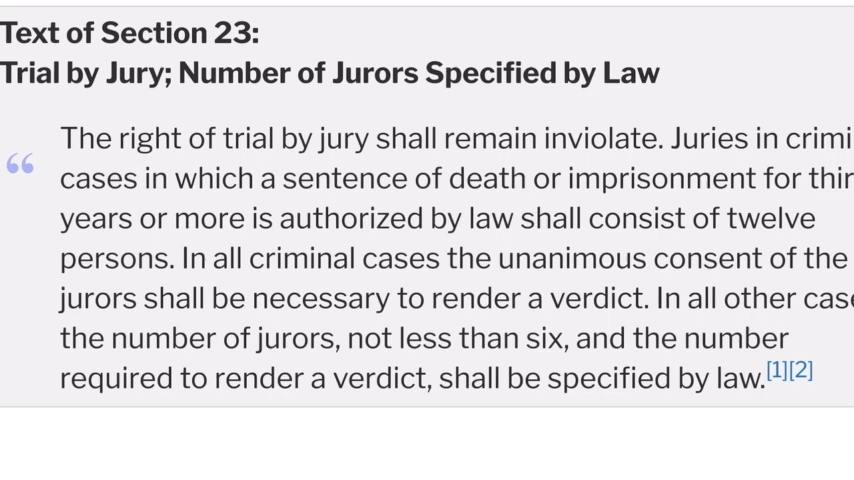 Text of Section 23:
Trial by Jury; Number of Jurors Specified by Law
“ The right of trial by jury shall remain inviolate. Juries in crimi
cases in which a sentence of death or imprisonment for thir
years or more is authorized by law shall consist of twelve
persons. In all criminal cases the unanimous consent of the
jurors shall be necessary to render a verdict. In all other case
the number of jurors, not less than six, and the number
required to render a verdict, shall be specified by law.[1][2]